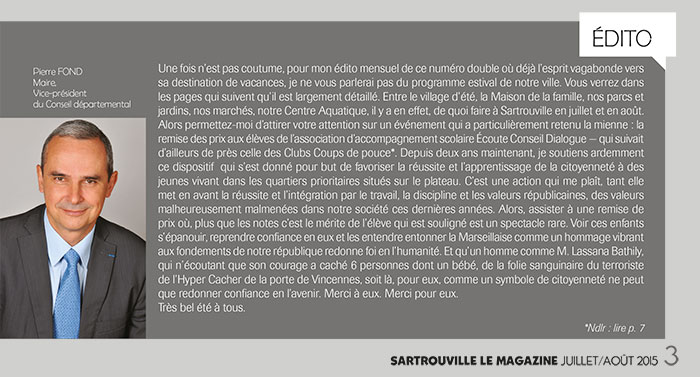 ÉDITO
Pierre FOND
Maire,
Vice-président
du Conseil départemental
Une fois n'est pas coutume, pour mon édito mensuel de ce numéro double où déjà l'esprit vagabonde vers
sa destination de vacances, je ne vous parlerai pas du programme estival de notre ville. Vous verrez dans
les pages qui suivent qu'il est largement détaillé. Entre le village d'été, la Maison de la famille, nos parcs et
jardins, nos marchés, notre Centre Aquatique, il y a en effet, de quoi faire à Sartrouville en juillet et en août.
Alors permettez-moi d'attirer votre attention sur un événement qui a particulièrement retenu la mienne : la
remise des prix aux élèves de l'association d'accompagnement scolaire Écoute Conseil Dialogue – qui suivait
d'ailleurs de près celle des Clubs Coups de pouce*. Depuis deux ans maintenant, je soutiens ardemment
ce dispositif qui s'est donné pour but de favoriser la réussite et l'apprentissage de la citoyenneté à des
jeunes vivant dans les quartiers prioritaires situés sur le plateau. C'est une action qui me plaît, tant elle
met en avant la réussite et l'intégration par le travail, la discipline et les valeurs républicaines, des valeurs
malheureusement malmenées dans notre société ces dernières années. Alors, assister à une remise de
prix où, plus que les notes c'est le mérite de l'élève qui est souligné est un spectacle rare. Voir ces enfants
s'épanouir, reprendre confiance en eux et les entendre entonner la Marseillaise comme un hommage vibrant
aux fondements de notre république redonne foi en l'humanité. Et qu'un homme comme M. Lassana Bathily,
qui n'écoutant que son courage a caché 6 personnes dont un bébé, de la folie sanguinaire du terroriste
de l'Hyper Cacher de la porte de Vincennes, soit là, pour eux, comme un symbole de citoyenneté ne peut
que redonner confiance en l'avenir. Merci à eux. Merci pour eux.
Très bel été à tous.
*Ndlr : lire p. 7
SARTROUVILLE LE MAGAZINE JUILLET/AOÛT 2015 3